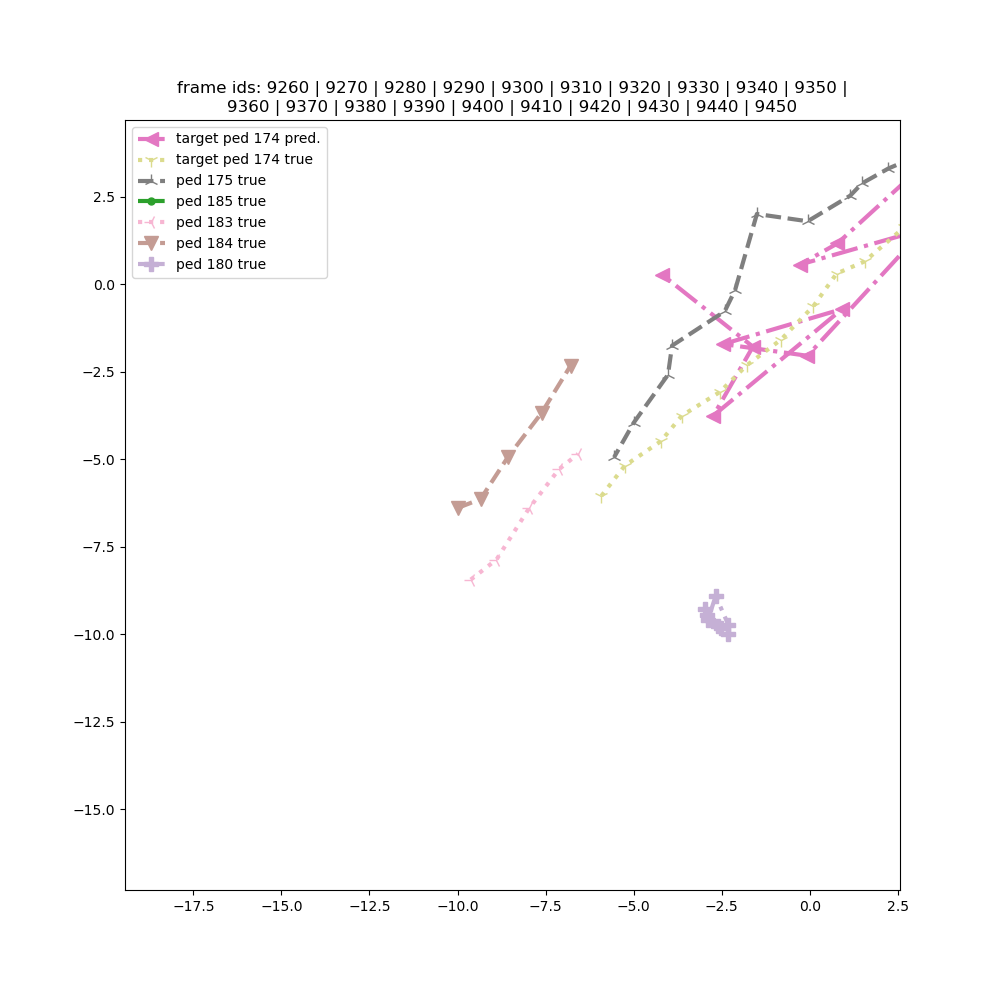 frame ids: 9260 | 9270 | 9280 | 9290 | 9300 | 9310 | 9320 | 9330 | 9340 | 9350 |
9360 | 9370 | 9380 | 9390 | 9400 | 9410 | 9420 | 9430 | 9440 | 9450
target ped 174 pred.
target ped 174 true
ped 175 true
ped 185 true
ped 183 true
ped 184 true
ped 180 true
2.5
0.0
−2.5
−5.0
−7.5
−10.0
−12.5
−15.0
−17.5 −15.0 −12.5 −10.0 −7.5 −5.0 −2.5 0.0 2.5